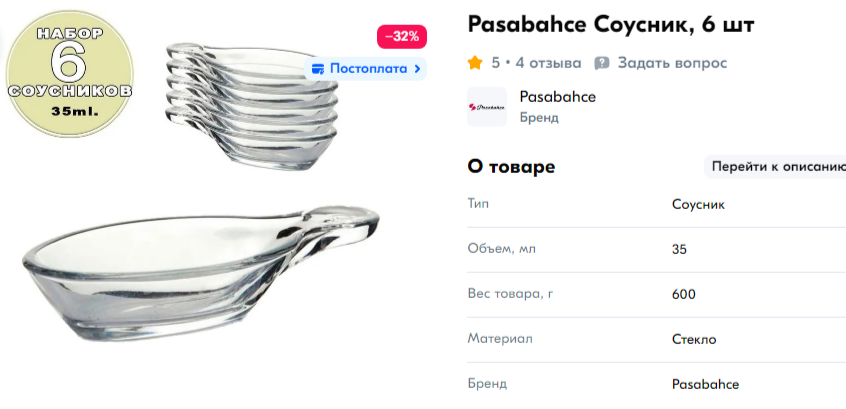 НАБОР
6
СОУСНИКОВ
35ml.
−32%
Постоплата >
Pasabahce Соусник, 6 шт
5 • 4 отзыва
Задать вопрос
Pasabahce
Pasabahce
Бренд
О товаре
Перейти к описанию
Тип
Соусник
Объем, мл
35
Вес товара, г
600
Материал
Стекло
Бренд
Pasabahce